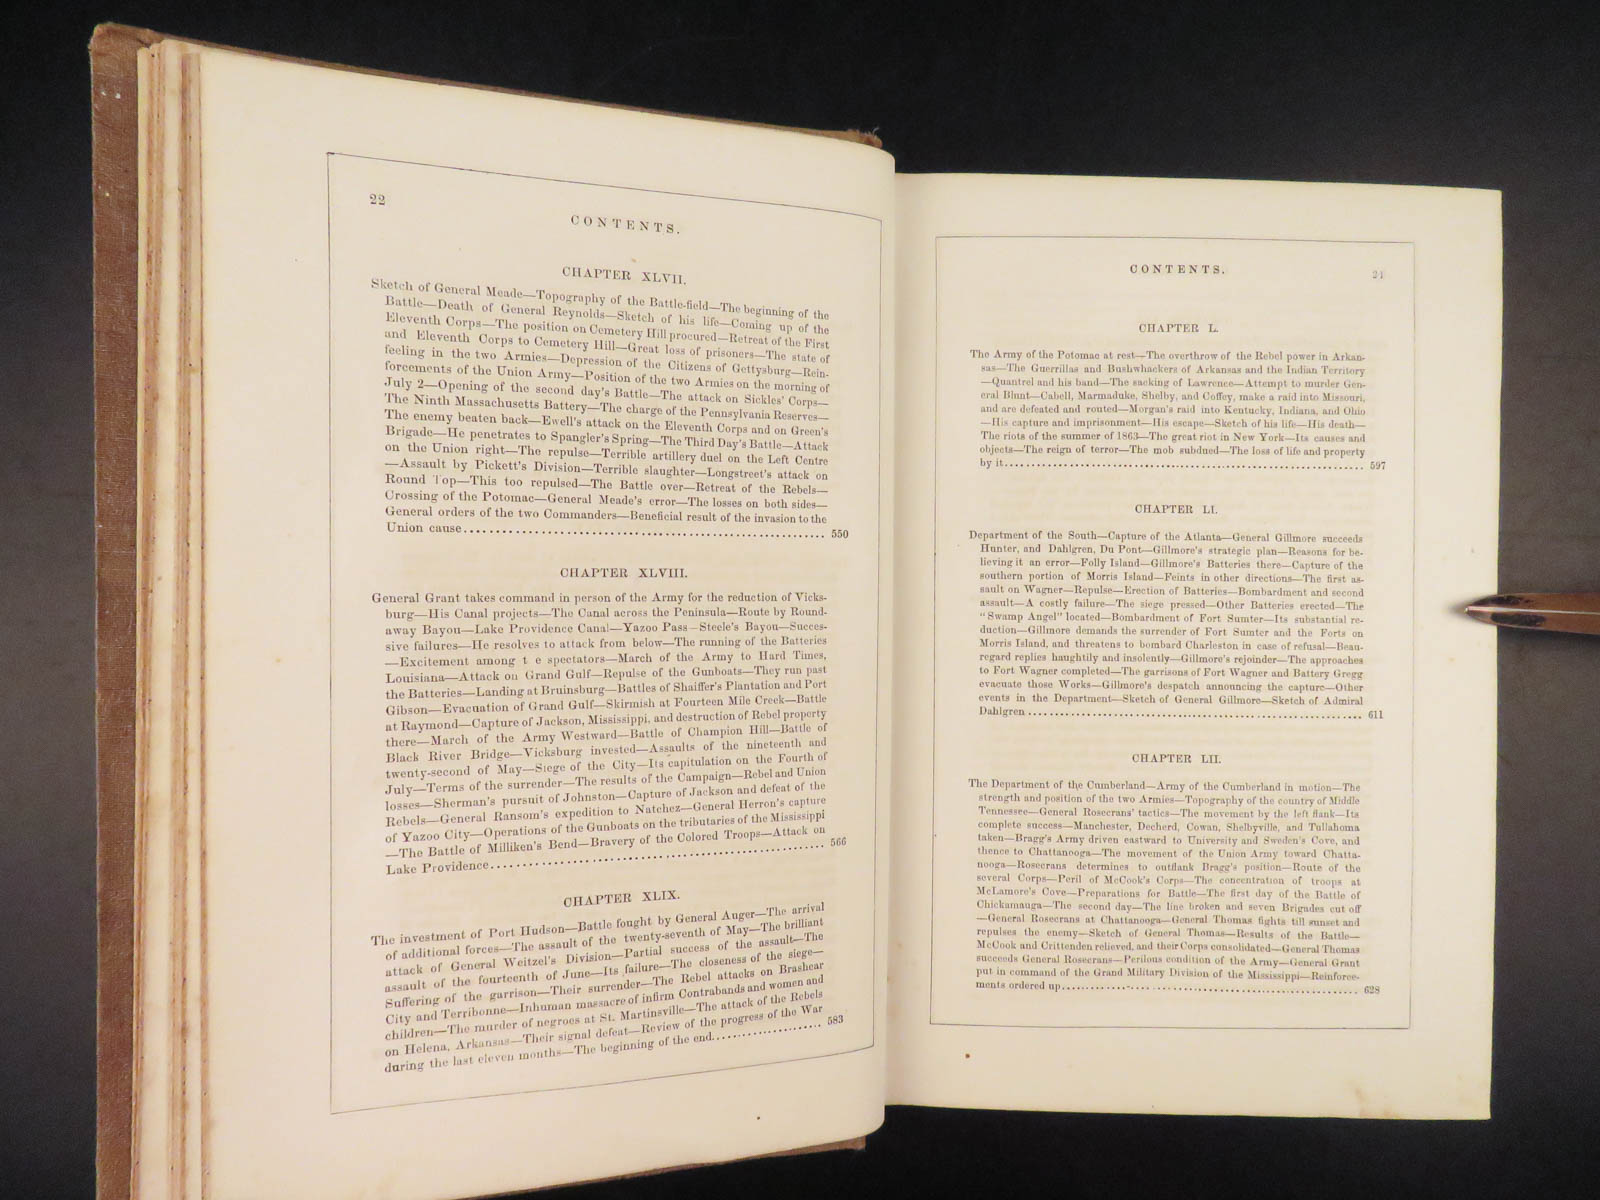 22
CONTENTS.
CHAPTER XLVII.
Sketch of General Meade—Topography of the Battle-field—The beginning of the
Battle—Death of General Reynolds—Sketch of his life—Coming up of the
Eleventh Corps—The position on Cemetery Hill procured—Retreat of the First
and Eleventh Corps to Cemetery Hill—Great loss of prisoners—The state of
feeling in the two Armies—Depression of the Citizens of Gettysburg—Rein-
forcements of the Union Army—Position of the two Armies on the morning of
July 2—Opening of the second day's Battle—The attack on Sickles' Corps—
The Ninth Massachusetts Battery—The charge of the Pennsylvania Reserves—
The enemy beaten back—Ewell's attack on the Eleventh Corps and on Green's
Brigade—He penetrates to Spangler's Spring—The Third Day's Battle—Attack
on the Union right—The repulse—Terrible artillery duel on the Left Centre
—Assault by Pickett's Division—Terrible slaughter—Longstreet's attack on
Round Top—This too repulsed—The Battle over—Retreat of the Rebels—
Crossing of the Potomac—General Meade's error—The losses on both sides—
General orders of the two Commanders—Beneficial result of the invasion to the
Union cause........................................................ 550
CHAPTER XLVIII.
General Grant takes command in person of the Army for the reduction of Vicks-
burg—His Canal projects—The Canal across the Peninsula—Route by Round-
away Bayou—Lake Providence Canal—Yazoo Pass—Steele's Bayou—Succes-
sive failures—He resolves to attack from below—The running of the Batteries
—Excitement among t e spectators—March of the Army to Hard Times,
Louisiana—Attack on Grand Gulf—Repulse of the Gunboats—They run past
the Batteries—Landing at Bruinsburg—Battles of Shaiffer's Plantation and Port
Gibson—Evacuation of Grand Gulf—Skirmish at Fourteen Mile Creek—Battle
at Raymond—Capture of Jackson, Mississippi, and destruction of Rebel property
there—March of the Army Westward—Battle of Champion Hill—Battle of
Black River Bridge—Vicksburg invested—Assaults of the nineteenth and
twenty-second of May—Siege of the City—Its capitulation on the Fourth of
July—Terms of the surrender—The results of the Campaign—Rebel and Union
losses—Sherman's pursuit of Johnston—Capture of Jackson and defeat of the
Rebels—General Ransom's expedition to Natchez—General Herron's capture
of Yazoo City—Operations of the Gunboats on the tributaries of the Mississippi
—The Battle of Milliken's Bend—Bravery of the Colored Troops—Attack on
Lake Providence.................................................... 566
CHAPTER XLIX.
The investment of Port Hudson—Battle fought by General Auger—The arrival
of additional forces—The assault of the twenty-seventh of May—The brilliant
attack of General Weitzel's Division—Partial success of the assault—The
assault of the fourteenth of June—Its failure—The closeness of the siege—
Suffering of the garrison—Their surrender—The Rebel attacks on Brashear
City and Terribonne—Inhuman massacre of infirm Contrabands and women and
children—The murder of negroes at St. Martinsville—The attack of the Rebels
on Helena, Arkansas—Their signal defeat—Review of the progress of the War
during the last eleven months—The beginning of the end.................... 583
CONTENTS.
24
CHAPTER L.
The Army of the Potomac at rest—The overthrow of the Rebel power in Arkan-
sas—The Guerrillas and Bushwhackers of Arkansas and the Indian Territory
—Quantrel and his band—The sacking of Lawrence—Attempt to murder Gen-
eral Blunt—Cabell, Marmaduke, Shelby, and Coffey, make a raid into Missouri,
and are defeated and routed—Morgan's raid into Kentucky, Indiana, and Ohio
—His capture and imprisonment—His escape—Sketch of his life—His death—
The riots of the summer of 1863—The great riot in New York—Its causes and
objects—The reign of terror—The mob subdued—The loss of life and property
by it.............................................................. 597
CHAPTER LI.
Department of the South—Capture of the Atlanta—General Gillmore succeeds
Hunter, and Dahlgren, Du Pont—Gillmore's strategic plan—Reasons for be-
lieving it an error—Folly Island—Gillmore's Batteries there—Capture of the
southern portion of Morris Island—Feints in other directions—The first as-
sault on Wagner—Repulse—Erection of Batteries—Bombardment and second
assault—A costly failure—The siege pressed—Other Batteries erected—The
"Swamp Angel" located—Bombardment of Fort Sumter—Its substantial re-
duction—Gillmore demands the surrender of Fort Sumter and the Forts on
Morris Island, and threatens to bombard Charleston in case of refusal—Beau-
regard replies haughtily and insolently—Gillmore's rejoinder—The approaches
to Fort Wagner completed—The garrisons of Fort Wagner and Battery Gregg
evacuate those Works—Gillmore's despatch announcing the capture—Other
events in the Department—Sketch of General Gillmore—Sketch of Admiral
Dahlgren........................................................... 611
CHAPTER LII.
The Department of the Cumberland—Army of the Cumberland in motion—The
strength and position of the two Armies—Topography of the country of Middle
Tennessee—General Rosecrans' tactics—The movement by the left flank—Its
complete success—Manchester, Decherd, Cowan, Shelbyville, and Tullahoma
taken—Bragg's Army driven eastward to University and Sweden's Cove, and
thence to Chattanooga—The movement of the Union Army toward Chatta-
nooga—Rosecrans determines to outflank Bragg's position—Route of the
several Corps—Peril of McCook's Corps—The concentration of troops at
McLamore's Cove—Preparations for Battle—The first day of the Battle of
Chickamauga—The second day—The line broken and seven Brigades cut off
—General Rosecrans at Chattanooga—General Thomas fights till sunset and
repulses the enemy—Sketch of General Thomas—Results of the Battle—
McCook and Crittenden relieved, and their Corps consolidated—General Thomas
succeeds General Rosecrans—Perilous condition of the Army—General Grant
put in command of the Grand Military Division of the Mississippi—Reinforce-
ments ordered up................................................... 628